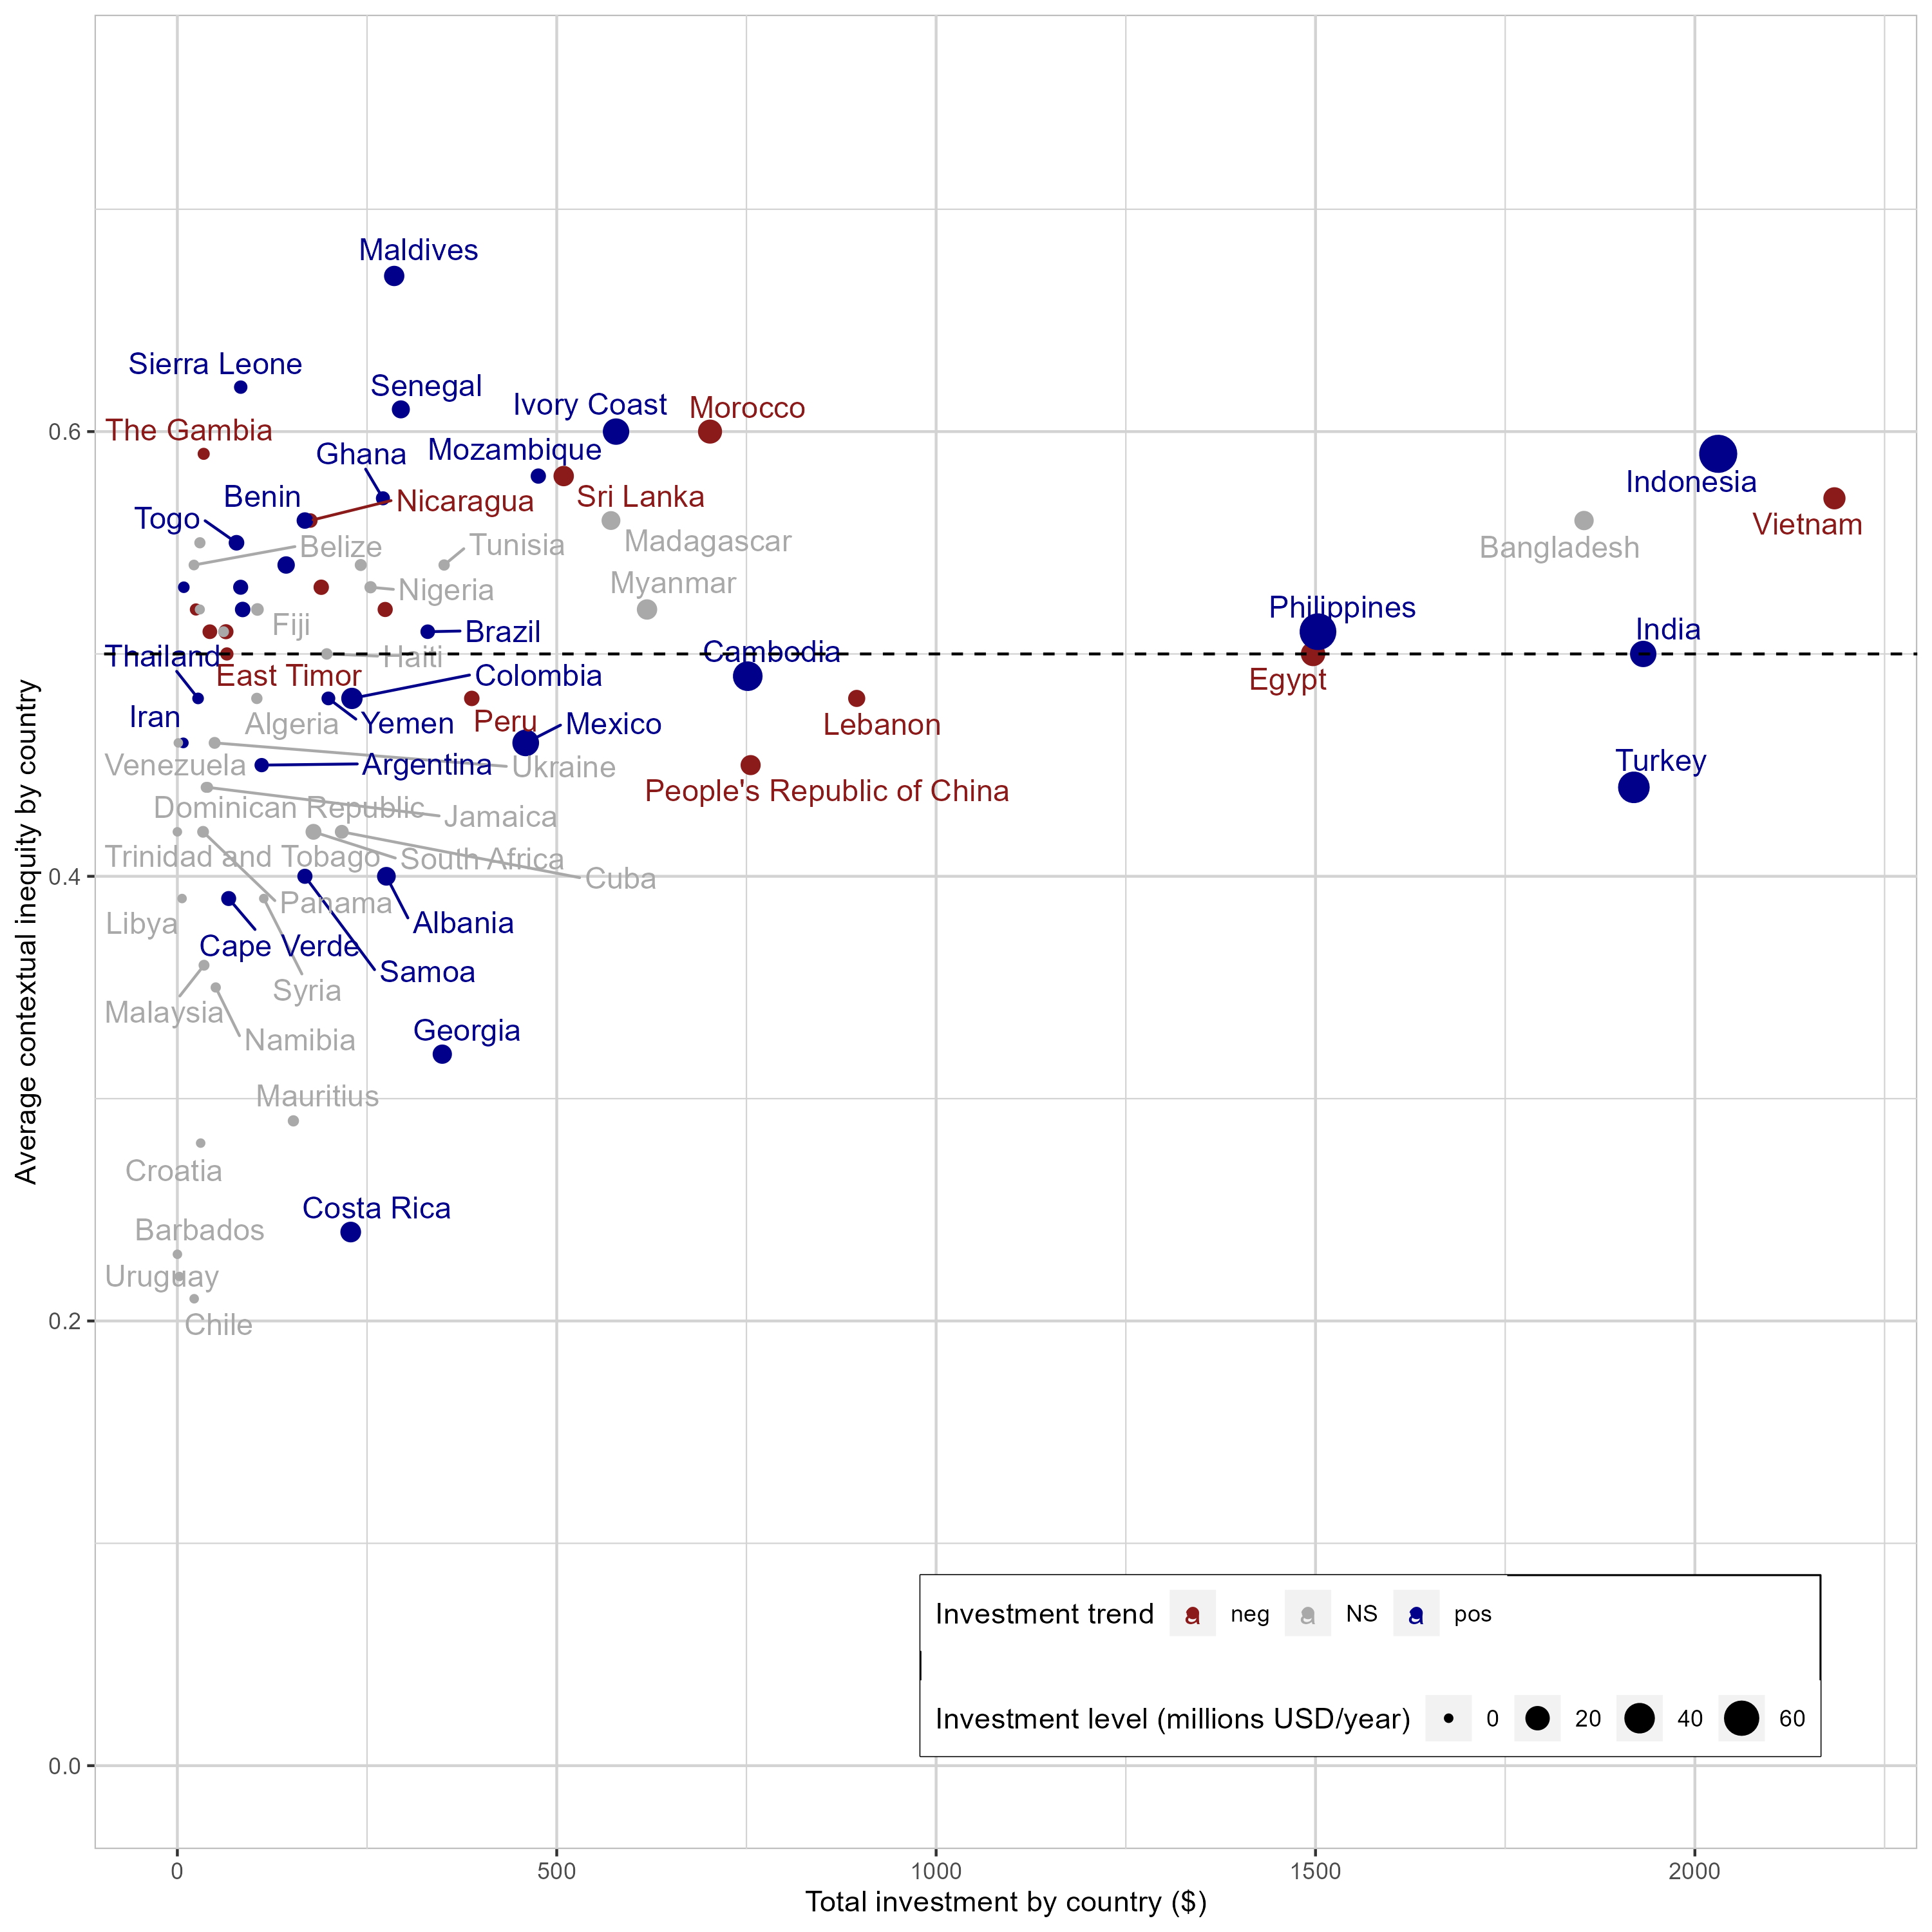 Maldives
Sierra Leone
Senegal
Ivory Coast
Morocco
0.6
The Gambia
Ghana
Mozambique
Indonesia
Benin
Nicaragua
Sri Lanka
Togo
Vietnam
Belize
Tunisia
Madagascar
Bangladesh
Nigeria
Myanmar
Philippines
Fiji
Brazil
India
Thailand
Haiti
Cambodia
East Timor
Colombia
Egypt
Iran
Algeria
Yemen
Peru
Mexico
Lebanon
Venezuela
Argentina
Ukraine
Turkey
People's Republic of China
Dominican Republic
Jamaica
Trinidad and Tobago
South Africa
0.4
Cuba
Panama
Libya
Albania
Cape Verde
Samoa
Syria
Malaysia
Georgia
Namibia
Mauritius
Croatia
Costa Rica
Barbados
Uruguay
0.2
Chile
0.0
Average contextual inequity by country
Investment trend a neg a NS a pos
Investment level (millions USD/year) 0 20 40 60
0 500 1000 1500 2000
Total investment by country ($)